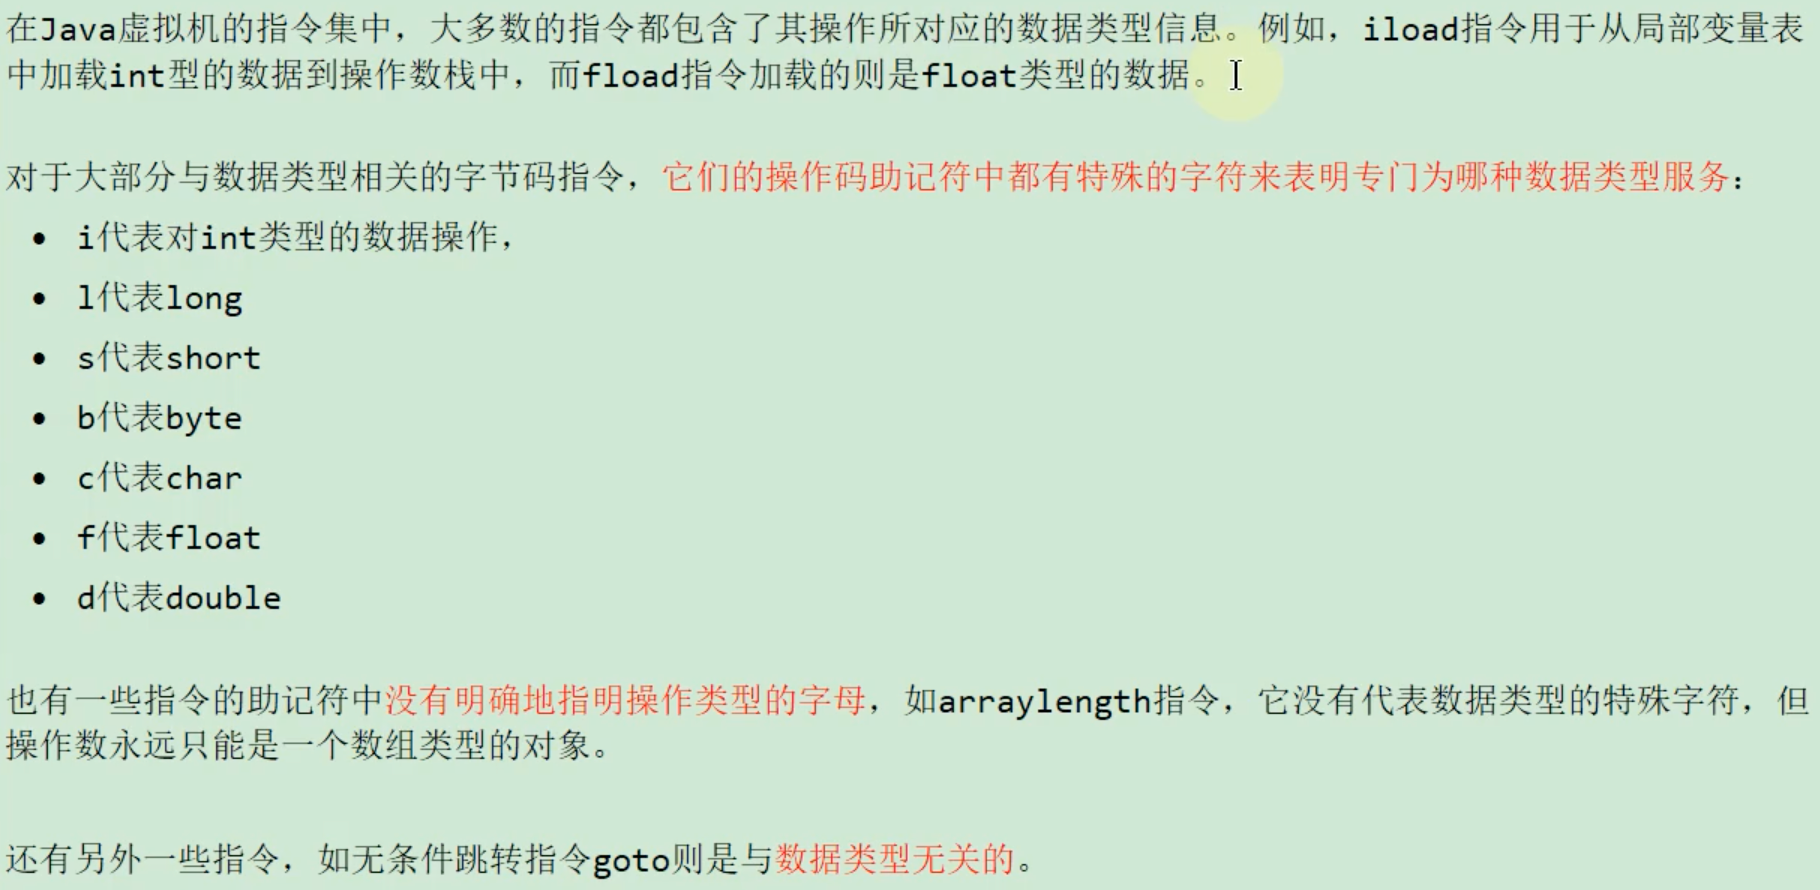 在Java虚拟机的指令集中，大多数的指令都包含了其操作所对应的数据类型信息。例如，iload指令用于从局部变量表
中加载int型的数据到操作数栈中，而fload指令加载的则是float类型的数据。
对于大部分与数据类型相关的字节码指令，它们的操作码助记符中都有特殊的字符来表明专门为哪种数据类型服务：
• i代表对int类型的数据操作，
• l代表long
• s代表short
• b代表byte
• c代表char
• f代表float
• d代表double
也有一些指令的助记符中没有明确地指明操作类型的字母，如arraylength指令，它没有代表数据类型的特殊字符，但
操作数永远只能是一个数组类型的对象。
还有另外一些指令，如无条件跳转指令goto则是与数据类型无关的。